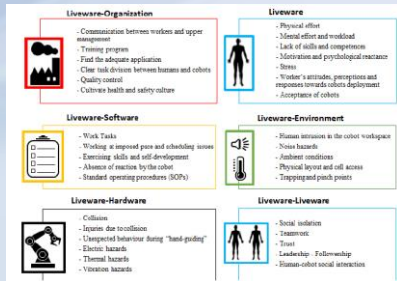 Liveware-Organization
- Communication between workers and upper
management
- Training program
- Find the adequate application
- Clear task division between humans and cobots
- Quality control
- Cultivate health and safety culture
Liveware
- Physical effort
- Mental effort and workload
- Lack of skills and competences
- Motivation and psychological reactance
- Stress
- Worker's attitudes, perceptions and
responses towards cobots deployment
- Acceptance of cobots
Liveware-Software
- Work Tasks
- Working at imposed pace and scheduling issues
- Exercising skills and self-development
- Absence of reaction by the cobot
- Standard operating procedures (SOPs)
Liveware-Environment
- Human intrusion in the cobot workspace
- Noise hazards
- Ambient conditions
- Physical layout and cell access
- Trapping and pinch points
Liveware-Hardware
- Collision
- Injuries due to collision
- Unexpected behaviour during "hand-guiding"
- Electric hazards
- Thermal hazards
- Vibration hazards
Liveware-Liveware
- Social isolation
- Teamwork
- Trust
- Leadership - Followership
- Human-cobot social interaction